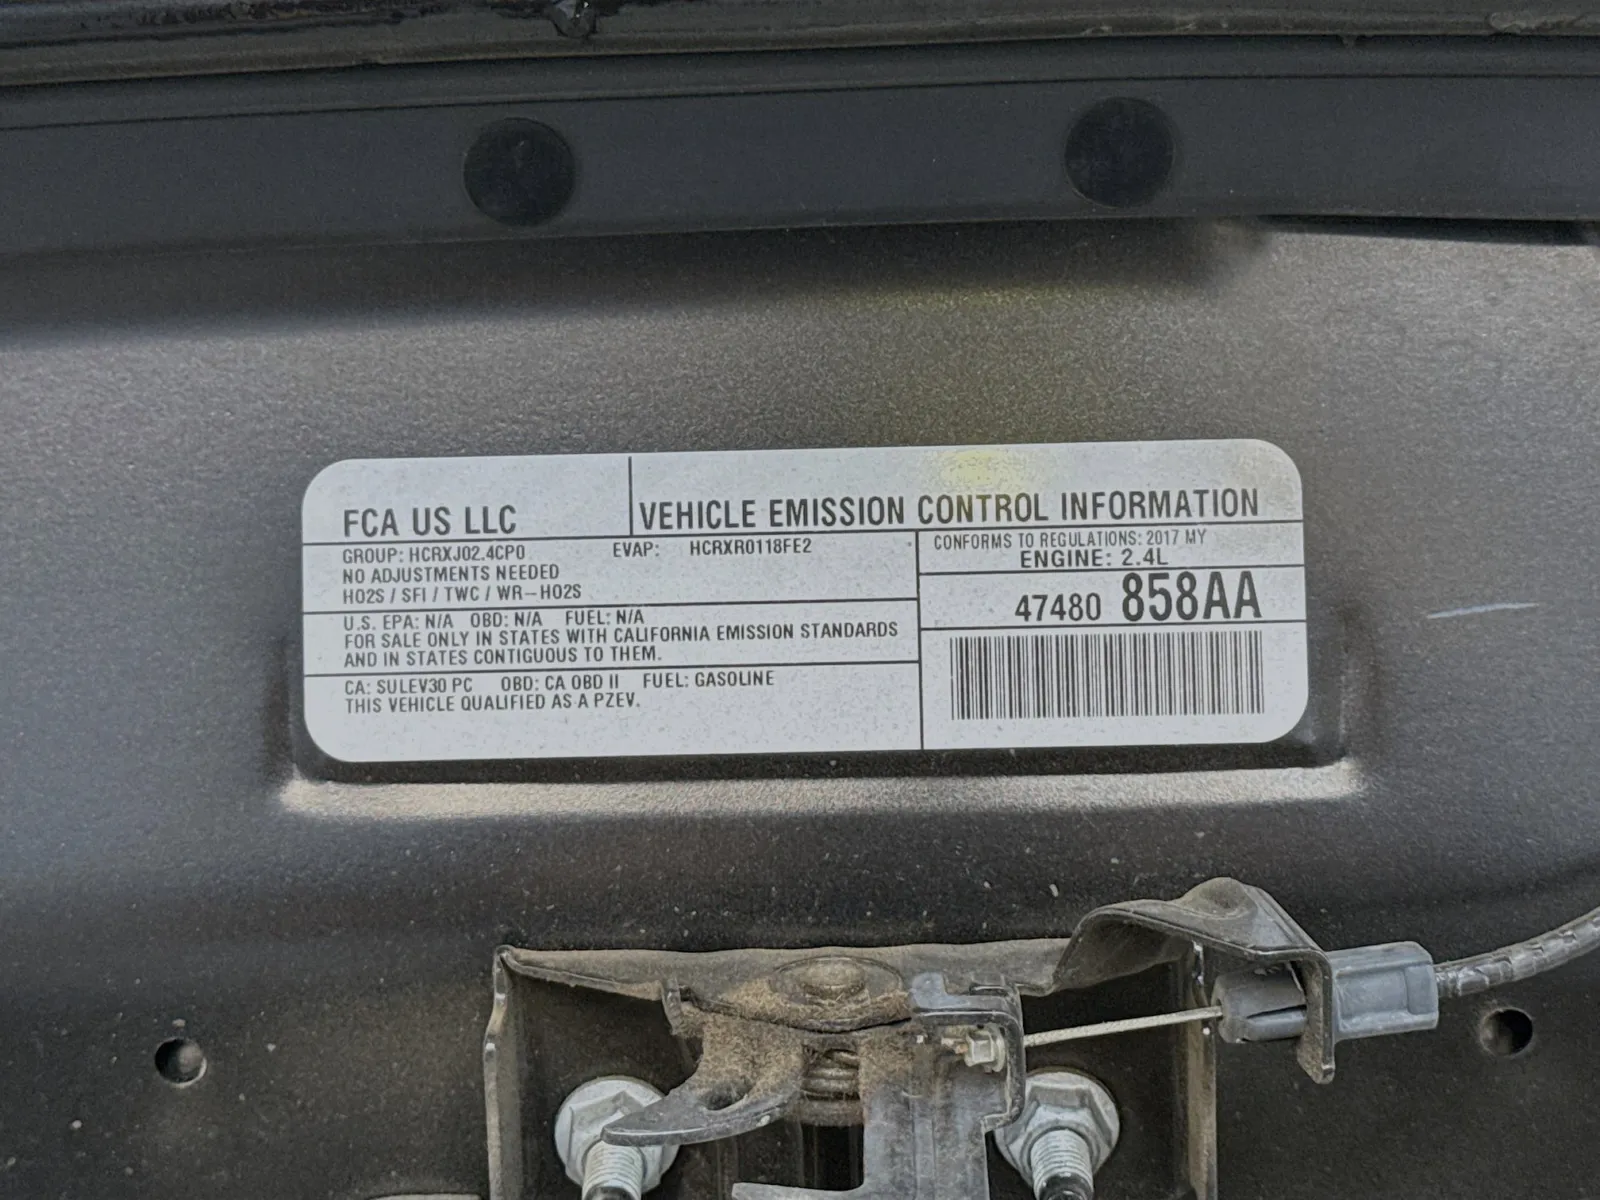 FCA US LLC
VEHICLE EMISSION CONTROL INFORMATION
GROUP: HCRXJ02.4CP0 EVAP: HCRXR0118FE2
NO ADJUSTMENTS NEEDED
HO2S / SFI / TWC / WR-HO2S
CONFORMS TO REGULATIONS: 2017 MY
ENGINE: 2.4L
47480 858AA
U.S. EPA: N/A OBD: N/A FUEL: N/A
FOR SALE ONLY IN STATES WITH CALIFORNIA EMISSION STANDARDS
AND IN STATES CONTIGUOUS TO THEM.
CA: SULEV30 PC OBD: CA OBD II FUEL: GASOLINE
THIS VEHICLE QUALIFIED AS A PZEV.